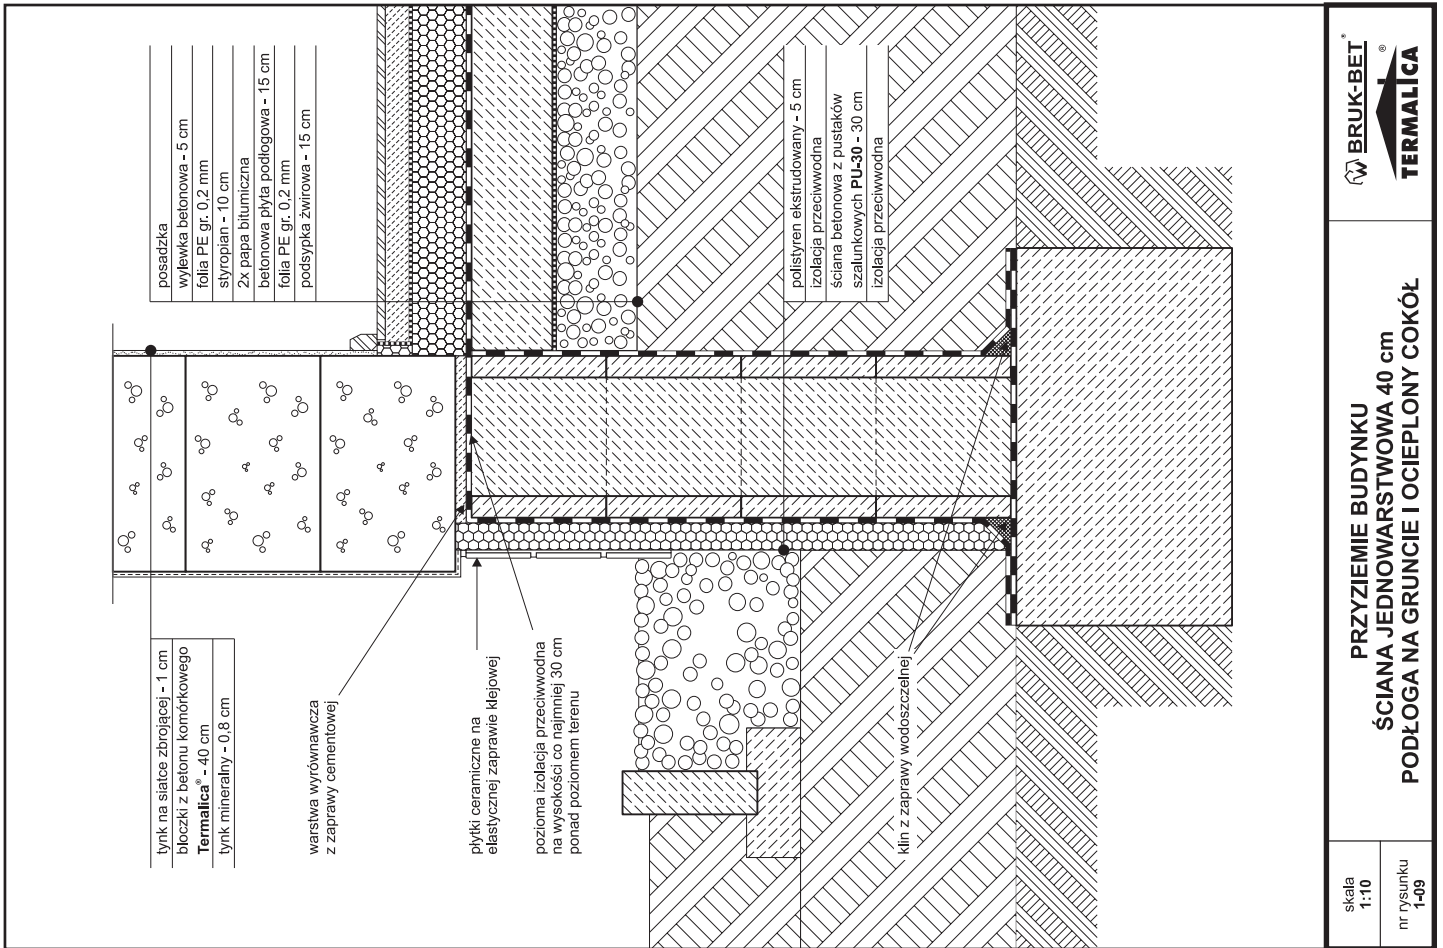 tynk na siatce zbrojącej - 1 cm
bloczki z betonu komórkowego
Termalica® - 40 cm
tynk mineralny - 0,8 cm
posadzka
wylewka betonowa - 5 cm
folia PE gr. 0,2 mm
styropian - 10 cm
2x papa bitumiczna
betonowa płyta podłogowa - 15 cm
folia PE gr. 0,2 mm
podsypka żwirowa - 15 cm
warstwa wyrównawcza
z zaprawy cementowej
płytki ceramiczne na
elastycznej zaprawie klejowej
pozioma izolacja przeciwwodna
na wysokości co najmniej 30 cm
ponad poziomem terenu
polistyren ekstrudowany - 5 cm
izolacja przeciwwodna
ściana betonowa z pustaków
szalunkowych PU-30 - 30 cm
izolacja przeciwwodna
klin z zaprawy wodoszczelnej
skala
1:10
nr rysunku
1-09
PRZYZIEMIE BUDYNKU
ŚCIANA JEDNOWARSTWOWA 40 cm
PODŁOGA NA GRUNCIE I OCIEPLONY COKÓŁ
BRUK-BET®
TERMALICA®